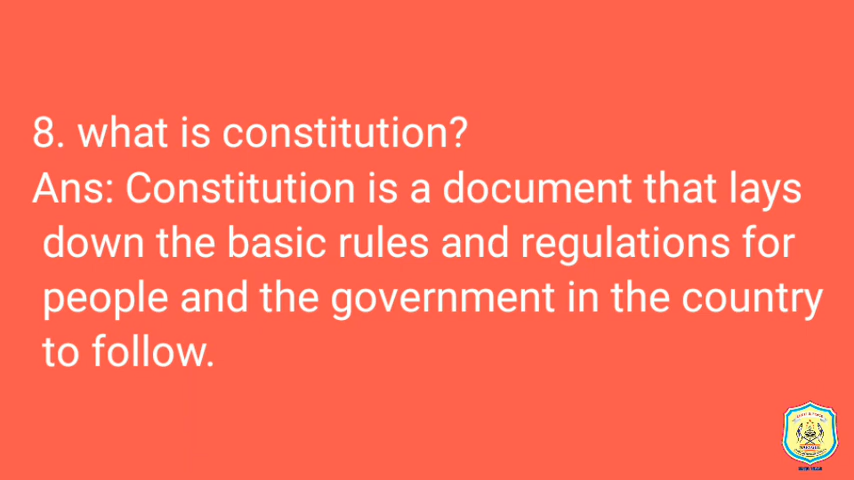 8. what is constitution?
Ans: Constitution is a document that lays
down the basic rules and regulations for
people and the government in the country
to follow.